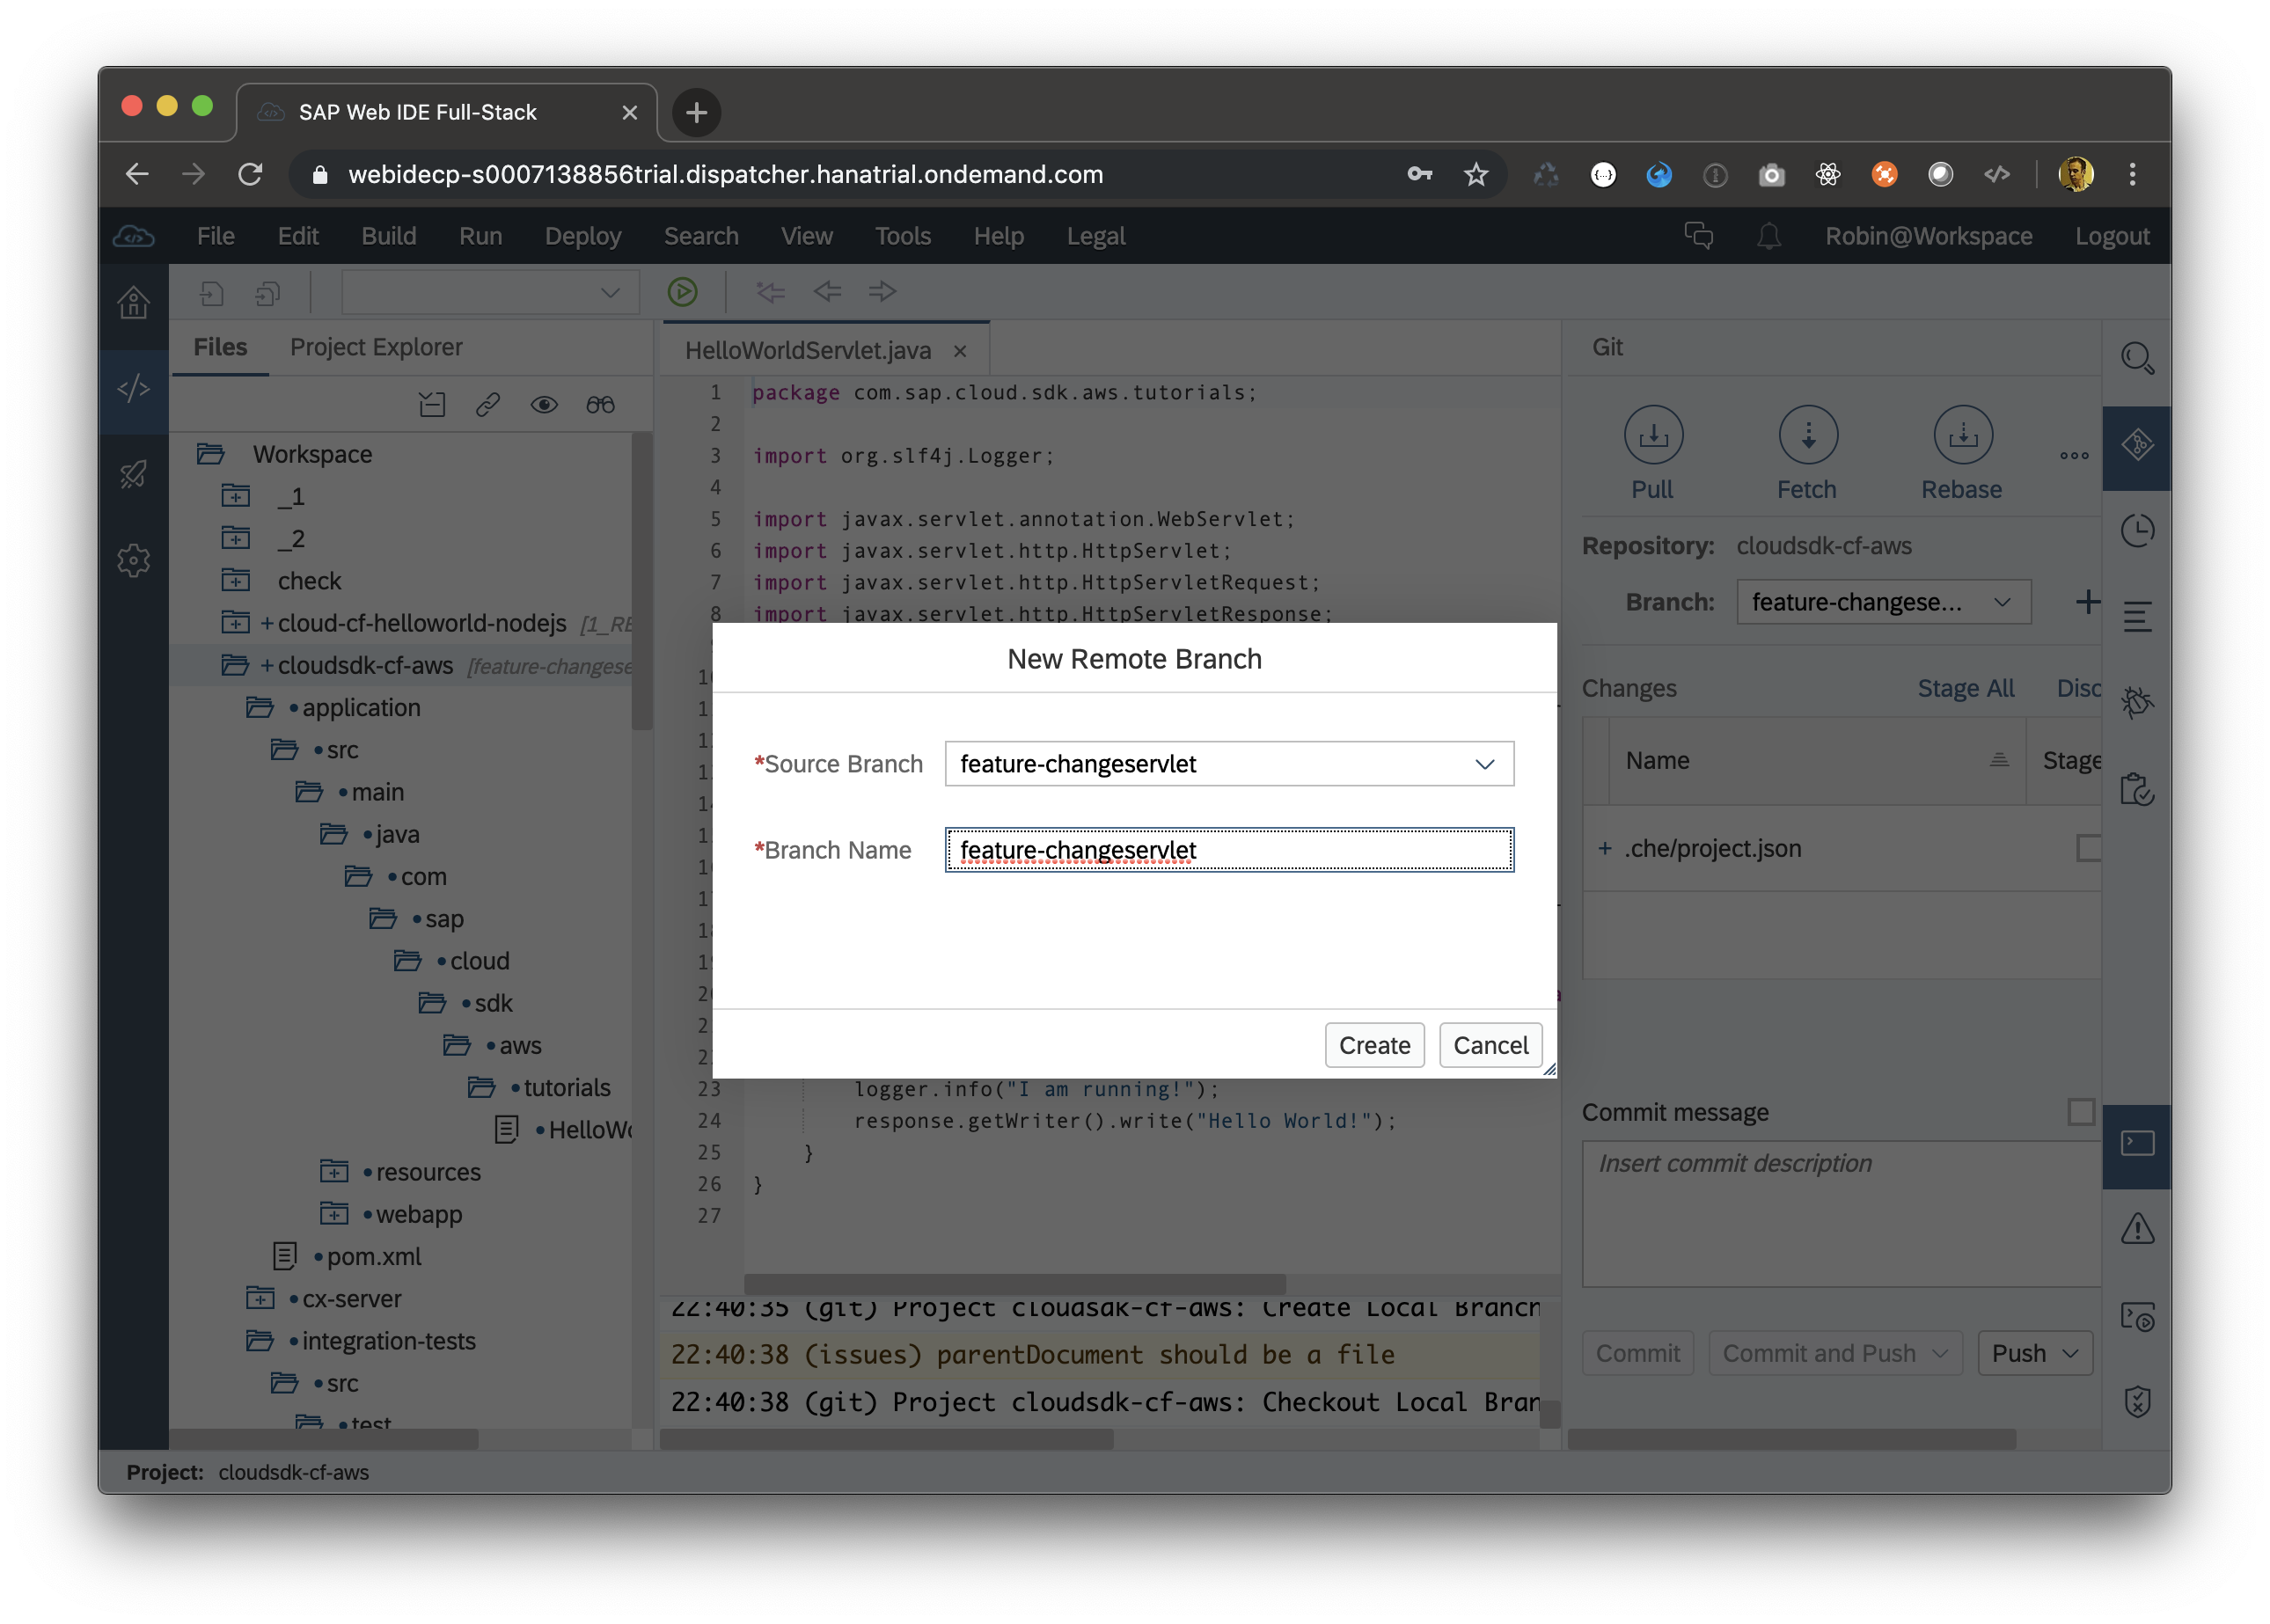 SAP Web IDE Full-Stack
webidecp-s0007138856trial.dispatcher.hanatrial.ondemand.com
File Edit Build Run Deploy Search View Tools Help Legal Robin@Workspace Logout
Files Project Explorer
Workspace
_1
_2
check
+cloud-cf-helloworld-nodejs [1_RE
+cloudsdk-cf-aws [feature-changese
application
src
main
java
com
sap
cloud
sdk
aws
tutorials
HelloWo
resources
webapp
pom.xml
cx-server
integration-tests
src
test
HelloWorldServlet.java
1 package com.sap.cloud.sdk.aws.tutorials;
2
3 import org.slf4j.Logger;
4
5 import javax.servlet.annotation.WebServlet;
6 import javax.servlet.http.HttpServlet;
7 import javax.servlet.http.HttpServletRequest;
8 import javax.servlet.http.HttpServletResponse;
23 logger.info("I am running!");
24 response.getWriter().write("Hello World!");
25 }
26 }
27
New Remote Branch
*Source Branch feature-changeservlet
*Branch Name feature-changeservlet
Create Cancel
22:40:35 (git) Project cloudsdk-cf-aws: Create Local Branch
22:40:38 (issues) parentDocument should be a file
22:40:38 (git) Project cloudsdk-cf-aws: Checkout Local Bran
Git
Pull Fetch Rebase
Repository: cloudsdk-cf-aws
Branch: feature-changese...
Changes Stage All Disc
Name Stage
+ .che/project.json
Commit message
Insert commit description
Commit Commit and Push Push
Project: cloudsdk-cf-aws